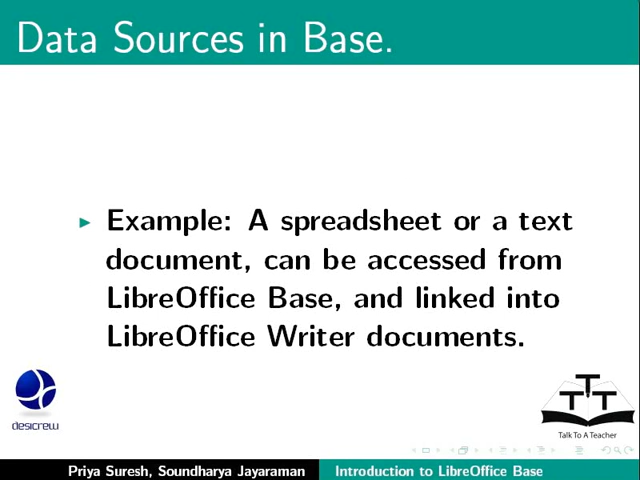 Data Sources in Base.
Example: A spreadsheet or a text
document, can be accessed from
LibreOffice Base, and linked into
LibreOffice Writer documents.
desicrew
T T T
Talk To A Teacher
Priya Suresh, Soundharya Jayaraman
Introduction to LibreOffice Base